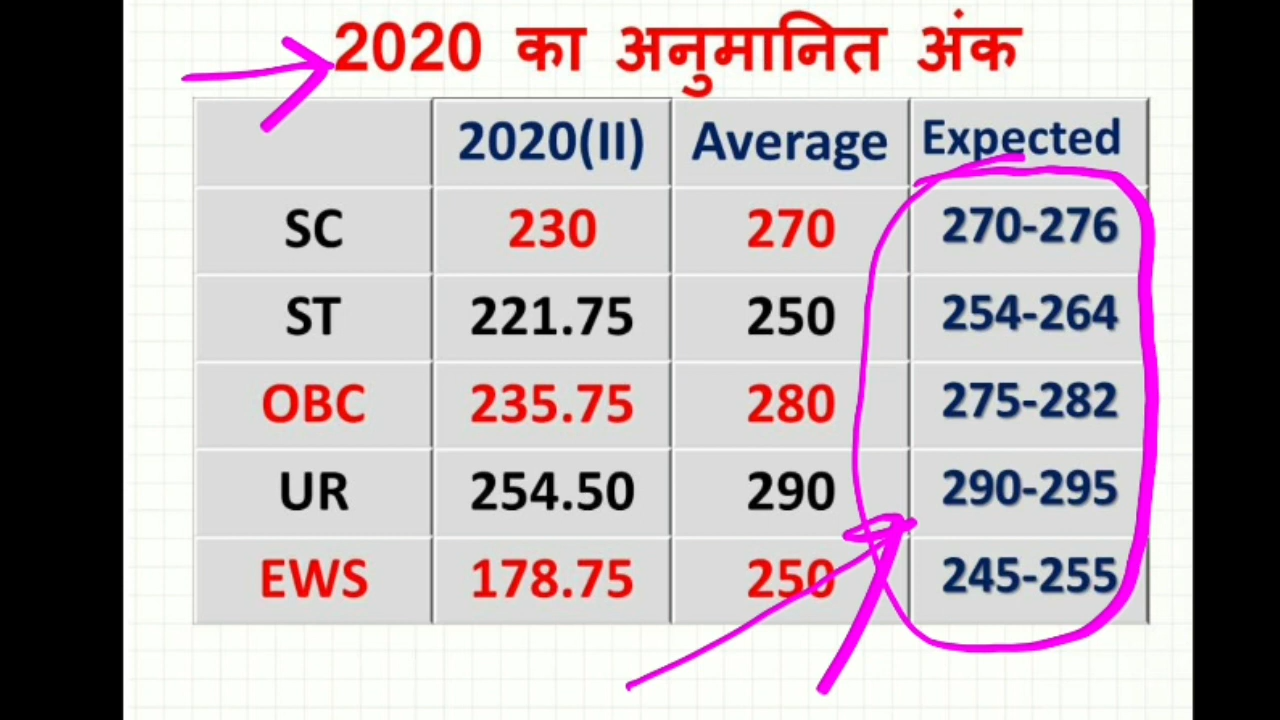 2020 का अनुमानित अंक
2020(II) Average Expected
SC 230 270 270-276
ST 221.75 250 254-264
OBC 235.75 280 275-282
UR 254.50 290 290-295
EWS 178.75 250 245-255